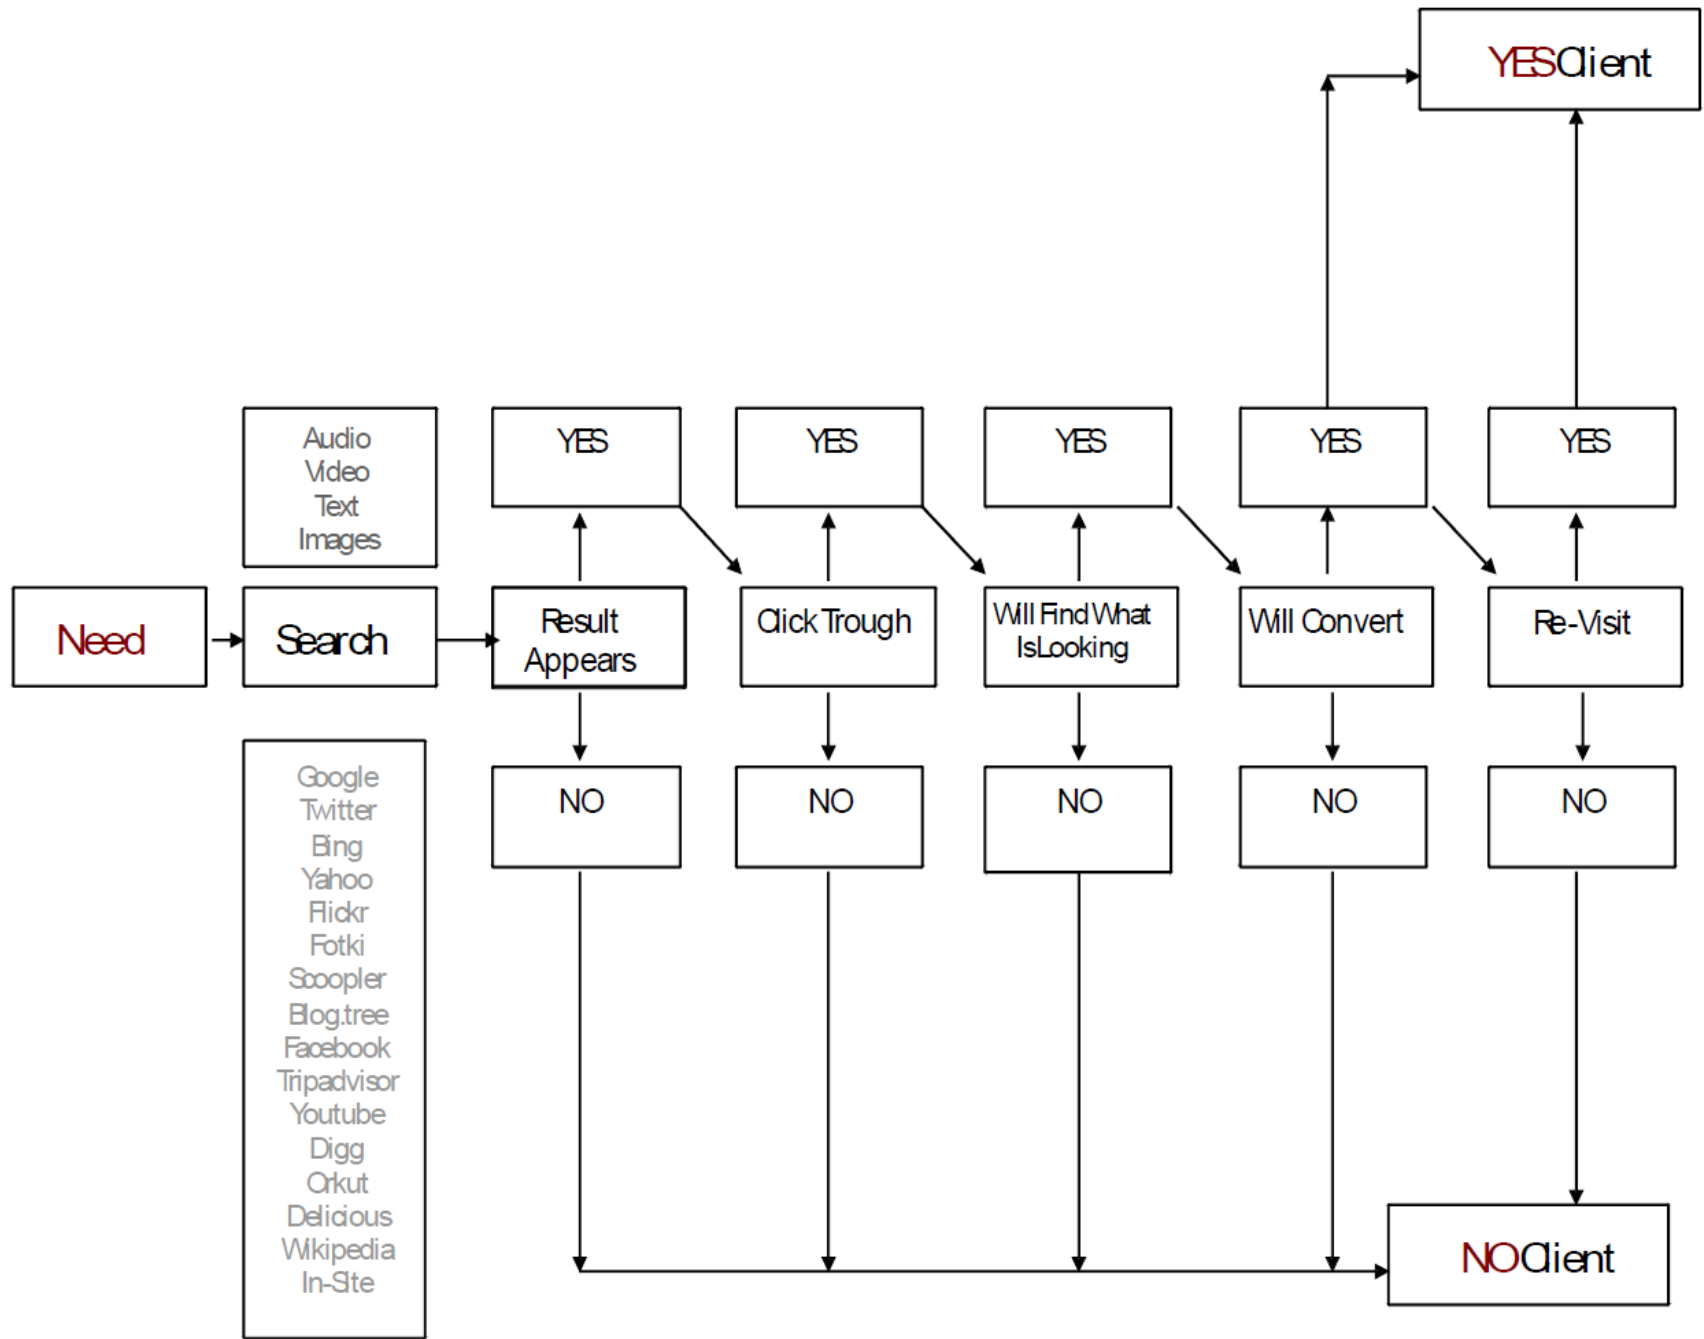 YES Client
Audio
Video
Text
Images
YES
YES
YES
YES
YES
Need
Search
Result
Appears
Click Trough
Will Find What
Is Looking
Will Convert
Re-Visit
Google
Twitter
Bing
Yahoo
Flickr
Fotki
Scoopler
Blog.tree
Facebook
Tripadvisor
Youtube
Digg
Orkut
Delicious
Wikipedia
In-Site
NO
NO
NO
NO
NO
NO Client